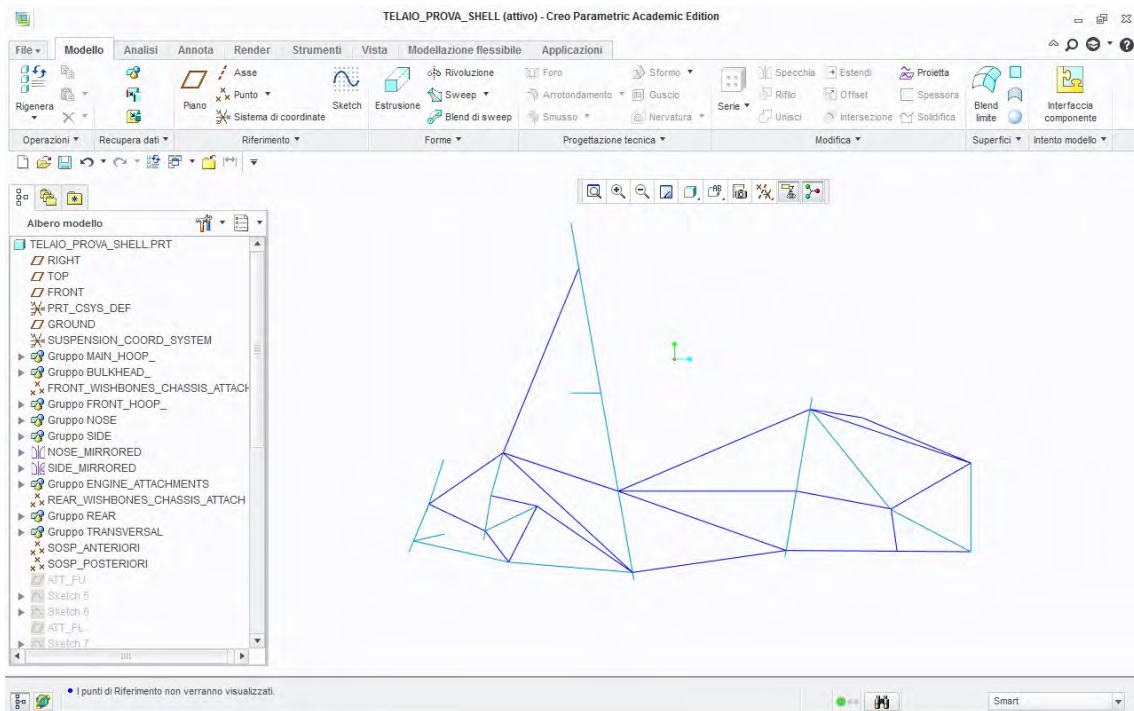 TELAIO_PROVA_SHELL (attivo) - Creo Parametric Academic Edition
File Modello Analisi Annota Render Strumenti Vista Modellazione flessibile Applicazioni
Rigenera
Piano
Asse
Punto
Sistema di coordinate
Sketch
Estrusione
Rivoluzione
Sweep
Blend di sweep
Foro
Arrotondamento
Smusso
Sformo
Guscio
Nervatura
Serie
Specchia
Rifilo
Unisci
Estendi
Offset
Intersezione
Proietta
Spessora
Solidifica
Blend
limite
Interfaccia
componente
Operazioni Recupera dati Riferimento Forme Progettazione tecnica Modifica Superfici Intento modello
Albero modello
TELAIO_PROVA_SHELL.PRT
RIGHT
TOP
FRONT
PRT_CSYS_DEF
GROUND
SUSPENSION_COORD_SYSTEM
Gruppo MAIN_HOOP_
Gruppo BULKHEAD_
FRONT_WISHBONES_CHASSIS_ATTACH
Gruppo FRONT_HOOP_
Gruppo NOSE
Gruppo SIDE
NOSE_MIRRORED
SIDE_MIRRORED
Gruppo ENGINE_ATTACHMENTS
REAR_WISHBONES_CHASSIS_ATTACH
Gruppo REAR
Gruppo TRANSVERSAL
SOSP_ANTERIORI
SOSP_POSTERIORI
ATT_FU
Sketch 5
Sketch 6
ATT_FL
Sketch 7
I punti di Riferimento non verranno visualizzati.
Smart